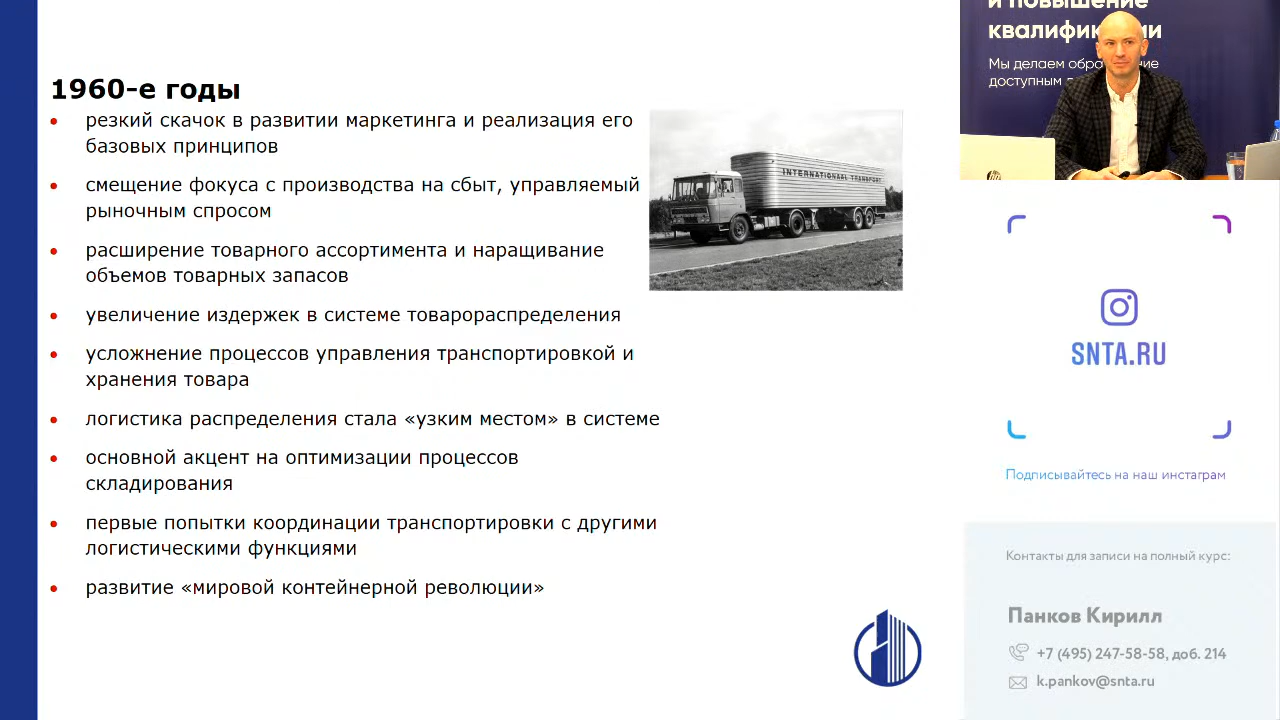 1960-е годы
резкий скачок в развитии маркетинга и реализация его
базовых принципов
смещение фокуса с производства на сбыт, управляемый
рыночным спросом
расширение товарного ассортимента и наращивание
объемов товарных запасов
увеличение издержек в системе товарораспределения
усложнение процессов управления транспортировкой и
хранения товара
логистика распределения стала «узким местом» в системе
основной акцент на оптимизации процессов
складирования
первые попытки координации транспортировки с другими
логистическими функциями
развитие «мировой контейнерной революции»
INTERNATIONAAL TRANSPORT
и повышение
Мы делаем
доступным
hp
SNTA.RU
Подписывайтесь на наш инстаграм
Контакты для записи на полный курс:
Панков Кирилл
+7 (495) 247-58-58, доб. 214
k.pankov@snta.ru